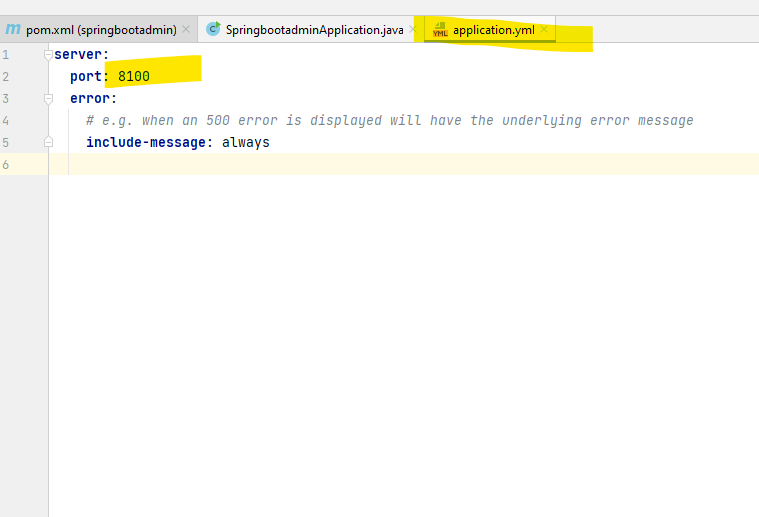 m pom.xml (springbootadmin) × C SpringbootadminApplication.java × YML application.yml ×
1 server:
2 port: 8100
3 error:
4 # e.g. when an 500 error is displayed will have the underlying error message
5 include-message: always
6